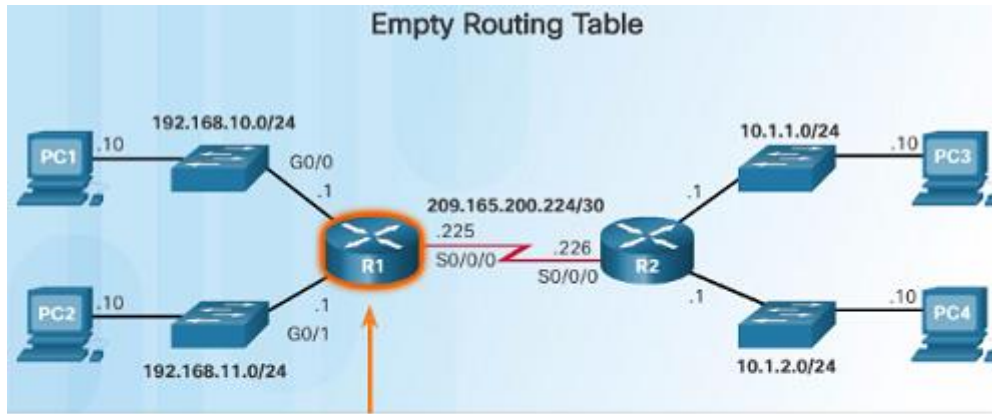 Empty Routing Table
192.168.10.0/24
10.1.1.0/24
PC1
.10
G0/0
.1
.10
PC3
209.165.200.224/30
.1
.225
.226
R1
S0/0/0
S0/0/0
R2
PC2
.10
.1
G0/1
.1
.10
PC4
192.168.11.0/24
10.1.2.0/24